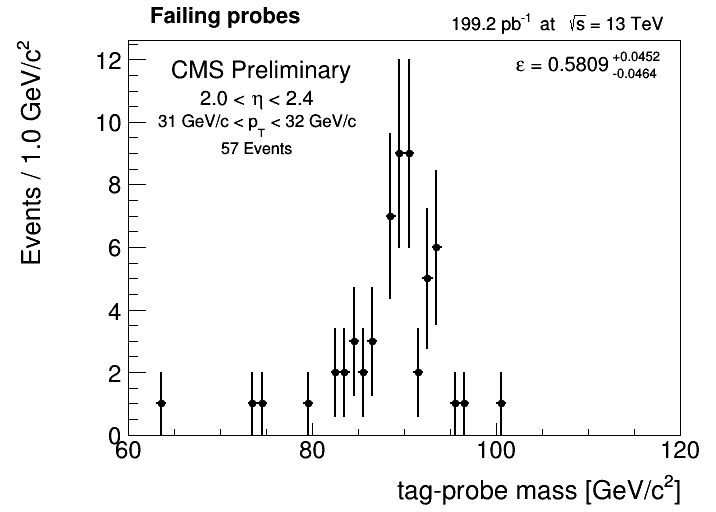 Failing probes
199.2 pb⁻¹ at √s = 13 TeV
CMS Preliminary
2.0 < η < 2.4
31 GeV/c < p_T < 32 GeV/c
57 Events
ε = 0.5809 +0.0452 -0.0464
Events / 1.0 GeV/c²
12
10
8
6
4
2
0
60 80 100 120
tag-probe mass [GeV/c²]